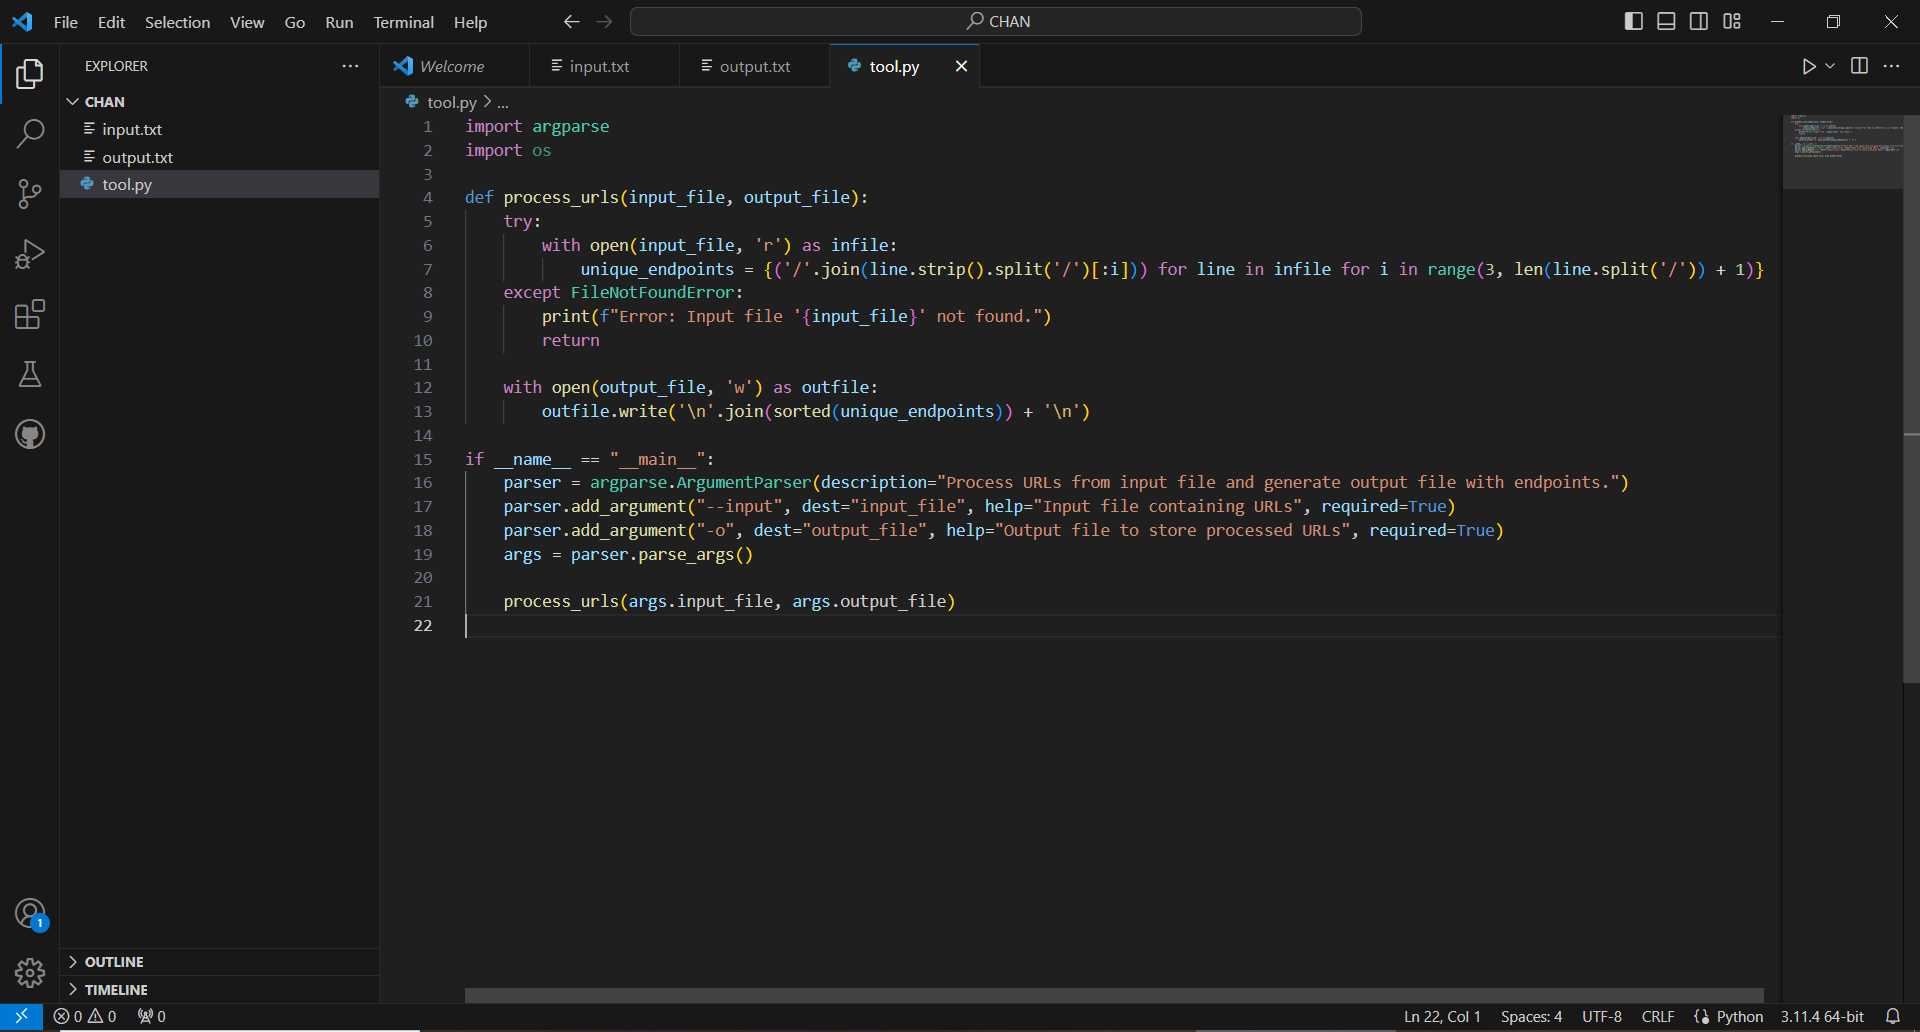 File Edit Selection View Go Run Terminal Help
CHAN
EXPLORER
CHAN
input.txt
output.txt
tool.py
Welcome
input.txt
output.txt
tool.py
tool.py > ...
1 import argparse
2 import os
3
4 def process_urls(input_file, output_file):
5     try:
6         with open(input_file, 'r') as infile:
7             unique_endpoints = {('/'.join(line.strip().split('/')[:i])) for line in infile for i in range(3, len(line.split('/')) + 1)}
8     except FileNotFoundError:
9         print(f"Error: Input file '{input_file}' not found.")
10         return
11
12     with open(output_file, 'w') as outfile:
13         outfile.write('\n'.join(sorted(unique_endpoints)) + '\n')
14
15 if __name__ == "__main__":
16     parser = argparse.ArgumentParser(description="Process URLs from input file and generate output file with endpoints.")
17     parser.add_argument("--input", dest="input_file", help="Input file containing URLs", required=True)
18     parser.add_argument("-o", dest="output_file", help="Output file to store processed URLs", required=True)
19     args = parser.parse_args()
20
21     process_urls(args.input_file, args.output_file)
22
1
OUTLINE
TIMELINE
0 0 0
Ln 22, Col 1 Spaces: 4 UTF-8 CRLF Python 3.11.4 64-bit